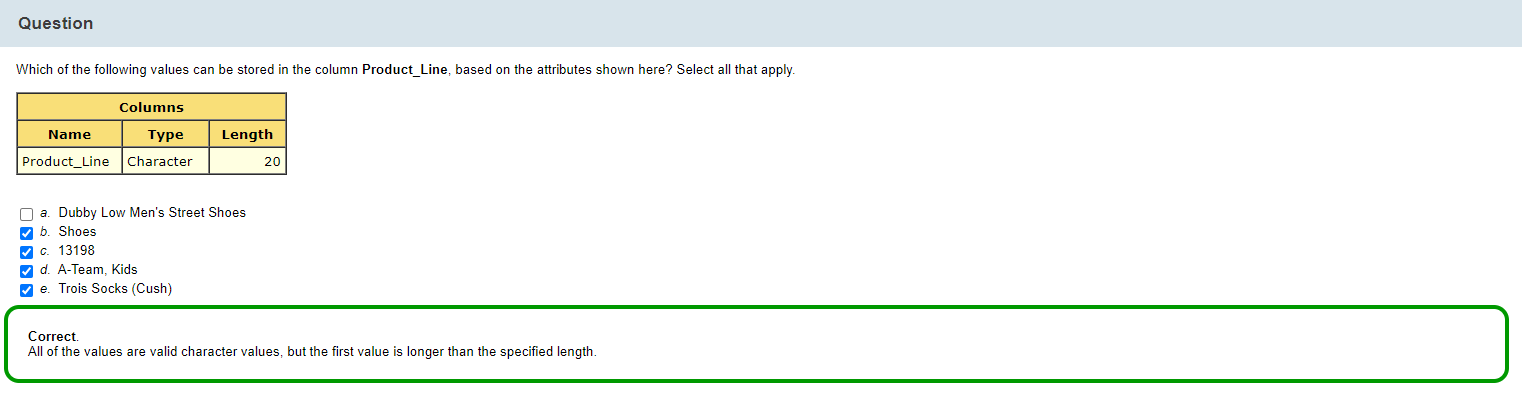 Question
Which of the following values can be stored in the column Product_Line, based on the attributes shown here? Select all that apply.
Columns
Name Type Length
Product_Line Character 20
a. Dubby Low Men's Street Shoes
b. Shoes
c. 13198
d. A-Team, Kids
e. Trois Socks (Cush)
Correct.
All of the values are valid character values, but the first value is longer than the specified length.